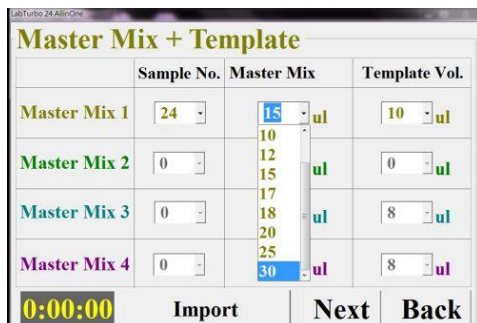 LabTurbo 24 AllinOne
Master Mix + Template
Sample No. Master Mix Template Vol.
Master Mix 1 24 15 ul 10 ul
10
12
Master Mix 2 0 15 ul 0 ul
17
Master Mix 3 0 18 ul 8 ul
20
25
Master Mix 4 0 30 ul 8 ul
0:00:00 Import Next Back